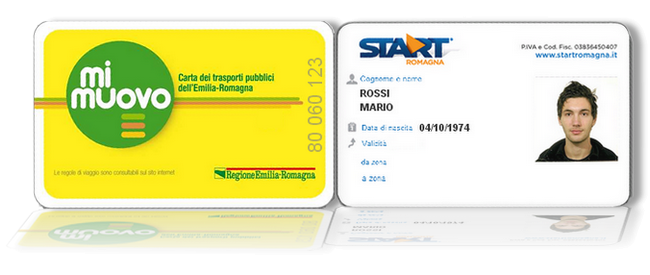 mi
muovo
Carta dei trasporti pubblici
dell'Emilia-Romagna
80 060 123
Le regole di viaggio sono consultabili sul sito internet
RegioneEmilia-Romagna
START
ROMAGNA
P.IVA e Cod. Fisc. 03836450407
www.startromagna.it
Cognome e nome
ROSSI
MARIO
Data di nascita 04/10/1974
Validità
da zona
a zona